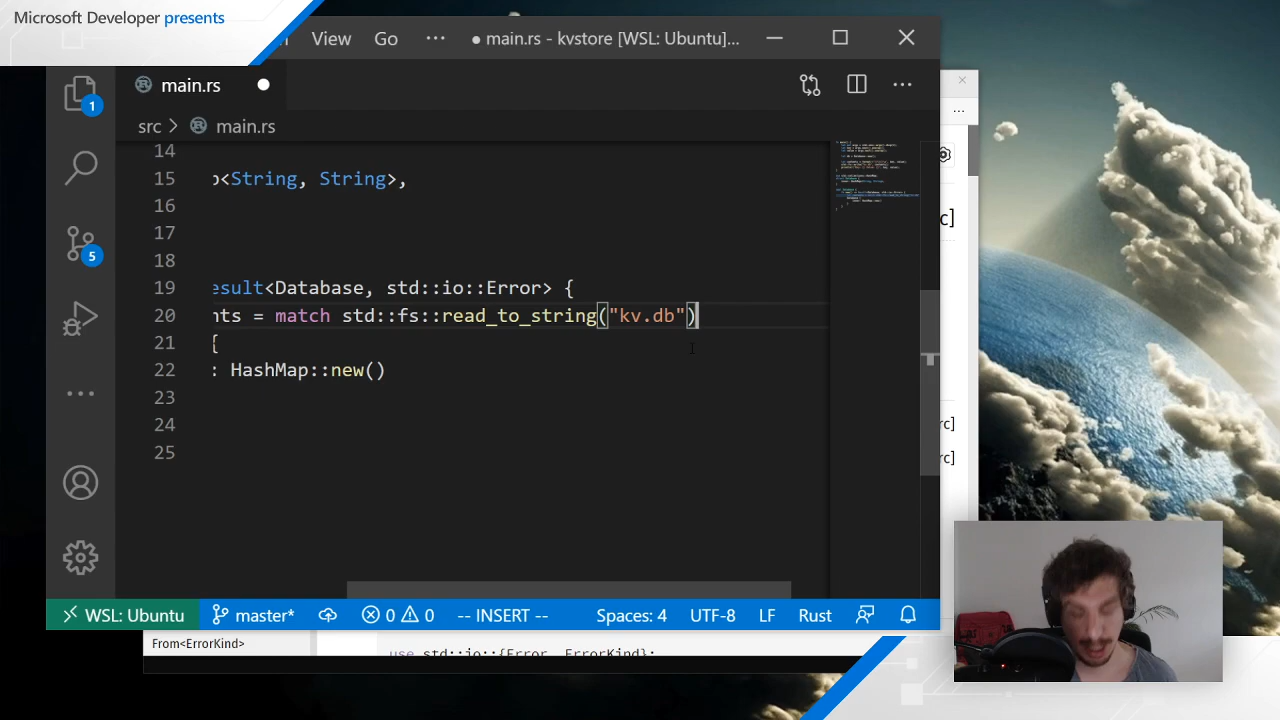 Microsoft Developer presents
View Go ··· ● main.rs - kvstore [WSL: Ubuntu]...
main.rs ●
src > main.rs
14
15 p<String, String>,
16
17
18
19 esult<Database, std::io::Error> {
20 nts = match std::fs::read_to_string("kv.db")
21 {
22 : HashMap::new()
23
24
25
1
5
c]
rc]
rc]
WSL: Ubuntu master* 0 0 -- INSERT -- Spaces: 4 UTF-8 LF Rust
From<ErrorKind>
use std::io::{Error, ErrorKind};